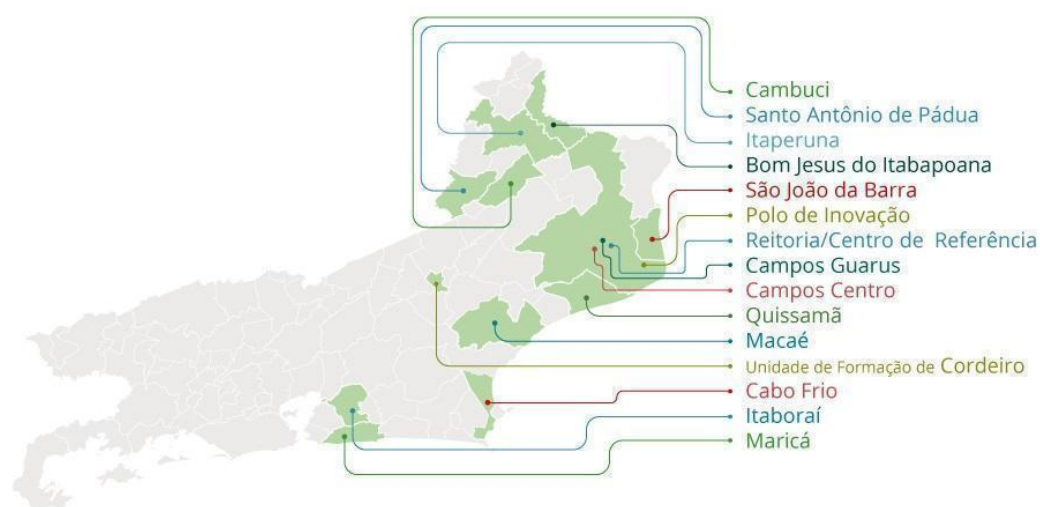 Cambuci
Santo Antônio de Pádua
Itaperuna
Bom Jesus do Itabapoana
São João da Barra
Polo de Inovação
Reitoria/Centro de Referência
Campos Guarus
Campos Centro
Quissamã
Macaé
Unidade de Formação de Cordeiro
Cabo Frio
Itaboraí
Maricá